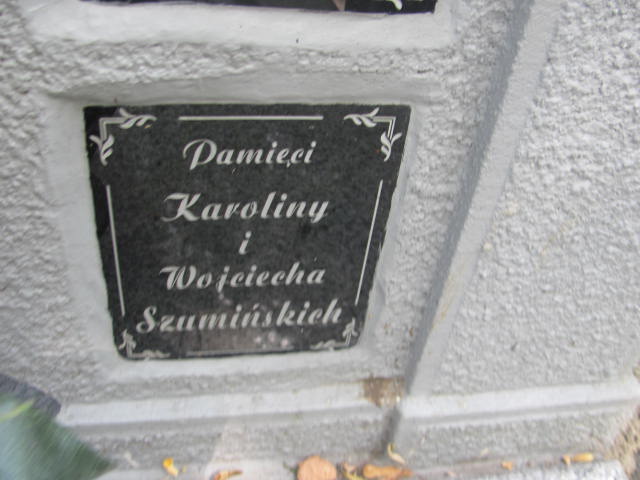 Pamięci
Karoliny
i
Wojciecha
Szumińskich